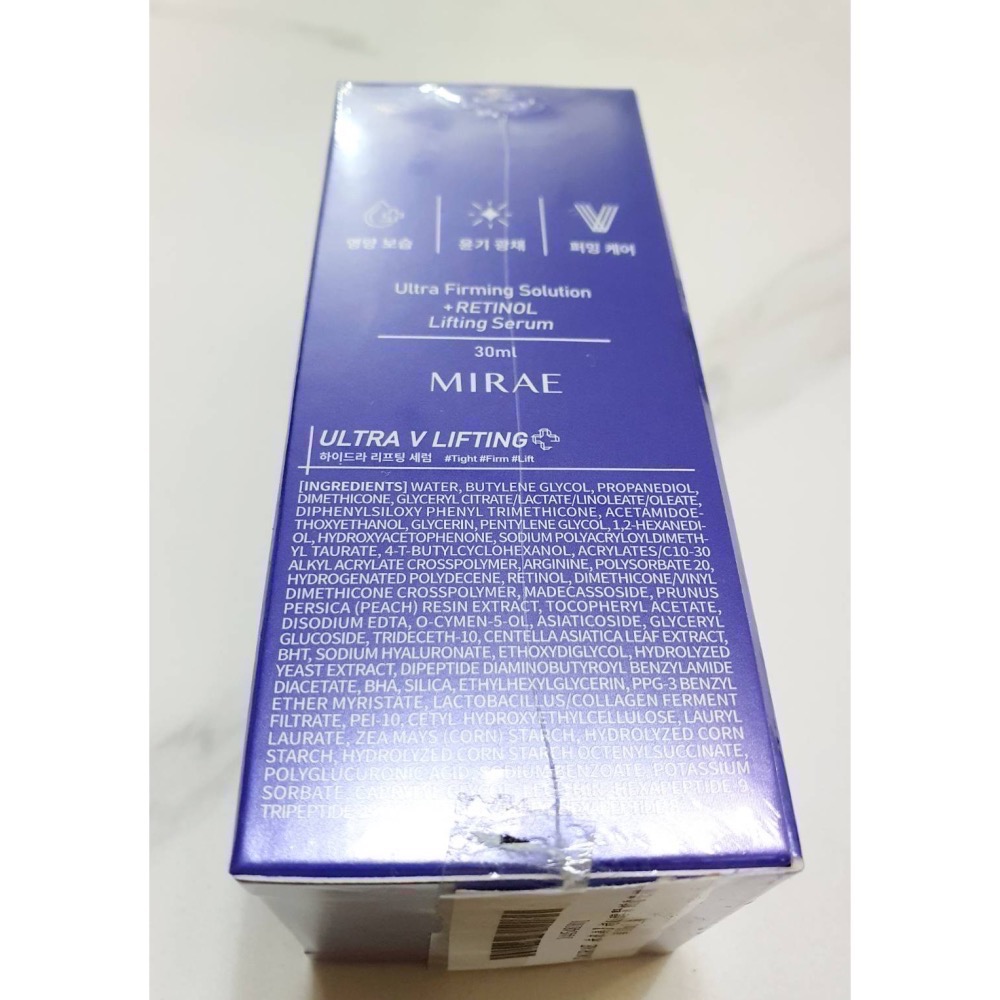 영양 보습
윤기 광채
퍼밍 케어
Ultra Firming Solution
+RETINOL
Lifting Serum
30ml
MIRAE
ULTRA V LIFTING
하이드라 리프팅 세럼 #Tight #Firm #Lift
[INGREDIENTS] WATER, BUTYLENE GLYCOL, PROPANEDIOL,
DIMETHICONE, GLYCERYL CITRATE/LACTATE/LINOLEATE/OLEATE,
DIPHENYLSILOXY PHENYL TRIMETHICONE, ACETAMIDOE-
THOXYETHANOL, GLYCERIN, PENTYLENE GLYCOL, 1,2-HEXANEDI-
OL, HYDROXYACETOPHENONE, SODIUM POLYACRYLOYLDIMETH-
YL TAURATE, 4-T-BUTYLCYCLOHEXANOL, ACRYLATES/C10-30
ALKYL ACRYLATE CROSSPOLYMER, ARGININE, POLYSORBATE 20,
HYDROGENATED POLYDECENE, RETINOL, DIMETHICONE/VINYL
DIMETHICONE CROSSPOLYMER, MADECASSOSIDE, PRUNUS
PERSICA (PEACH) RESIN EXTRACT, TOCOPHERYL ACETATE,
DISODIUM EDTA, O-CYMEN-5-OL, ASIATICOSIDE, GLYCERYL
GLUCOSIDE, TRIDECETH-10, CENTELLA ASIATICA LEAF EXTRACT,
BHT, SODIUM HYALURONATE, ETHOXYDIGLYCOL, HYDROLYZED
YEAST EXTRACT, DIPEPTIDE DIAMINOBUTYROYL BENZYLAMIDE
DIACETATE, BHA, SILICA, ETHYLHEXYLGLYCERIN, PPG-3 BENZYL
ETHER MYRISTATE, LACTOBACILLUS/COLLAGEN FERMENT
FILTRATE, PEI-10, CETYL HYDROXYETHYLCELLULOSE, LAURYL
LAURATE, ZEA MAYS (CORN) STARCH, HYDROLYZED CORN
STARCH, HYDROLYZED CORN STARCH OCTENYLSUCCINATE,
POLYGLUCURONIC ACID, SODIUM BENZOATE, POTASSIUM
SORBATE, HEXAPEPTIDE-9,